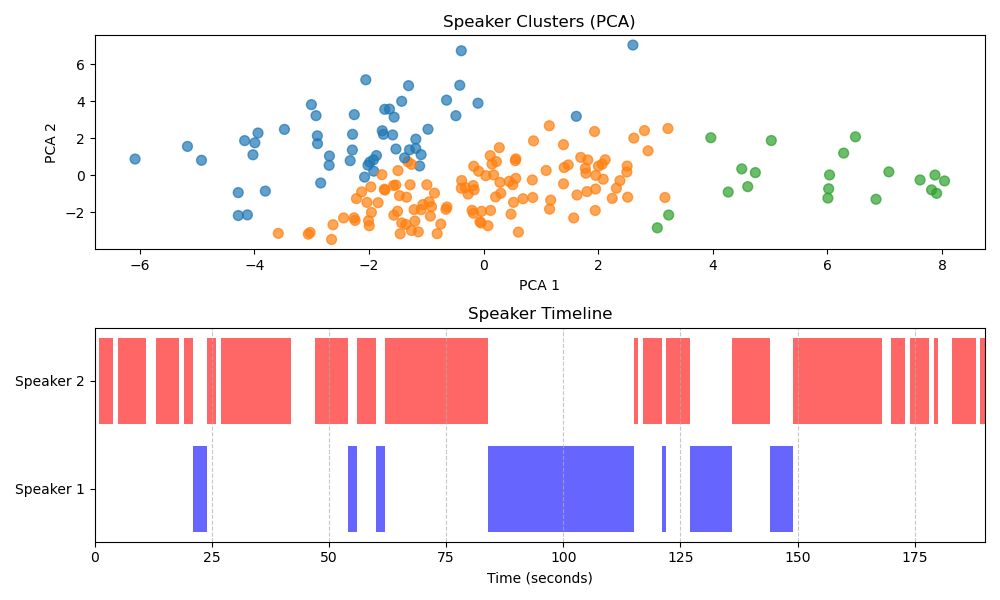 Speaker Clusters (PCA)
PCA 2
6
4
2
0
−2
−6 −4 −2 0 2 4 6 8
PCA 1
Speaker Timeline
Speaker 2
Speaker 1
0 25 50 75 100 125 150 175
Time (seconds)